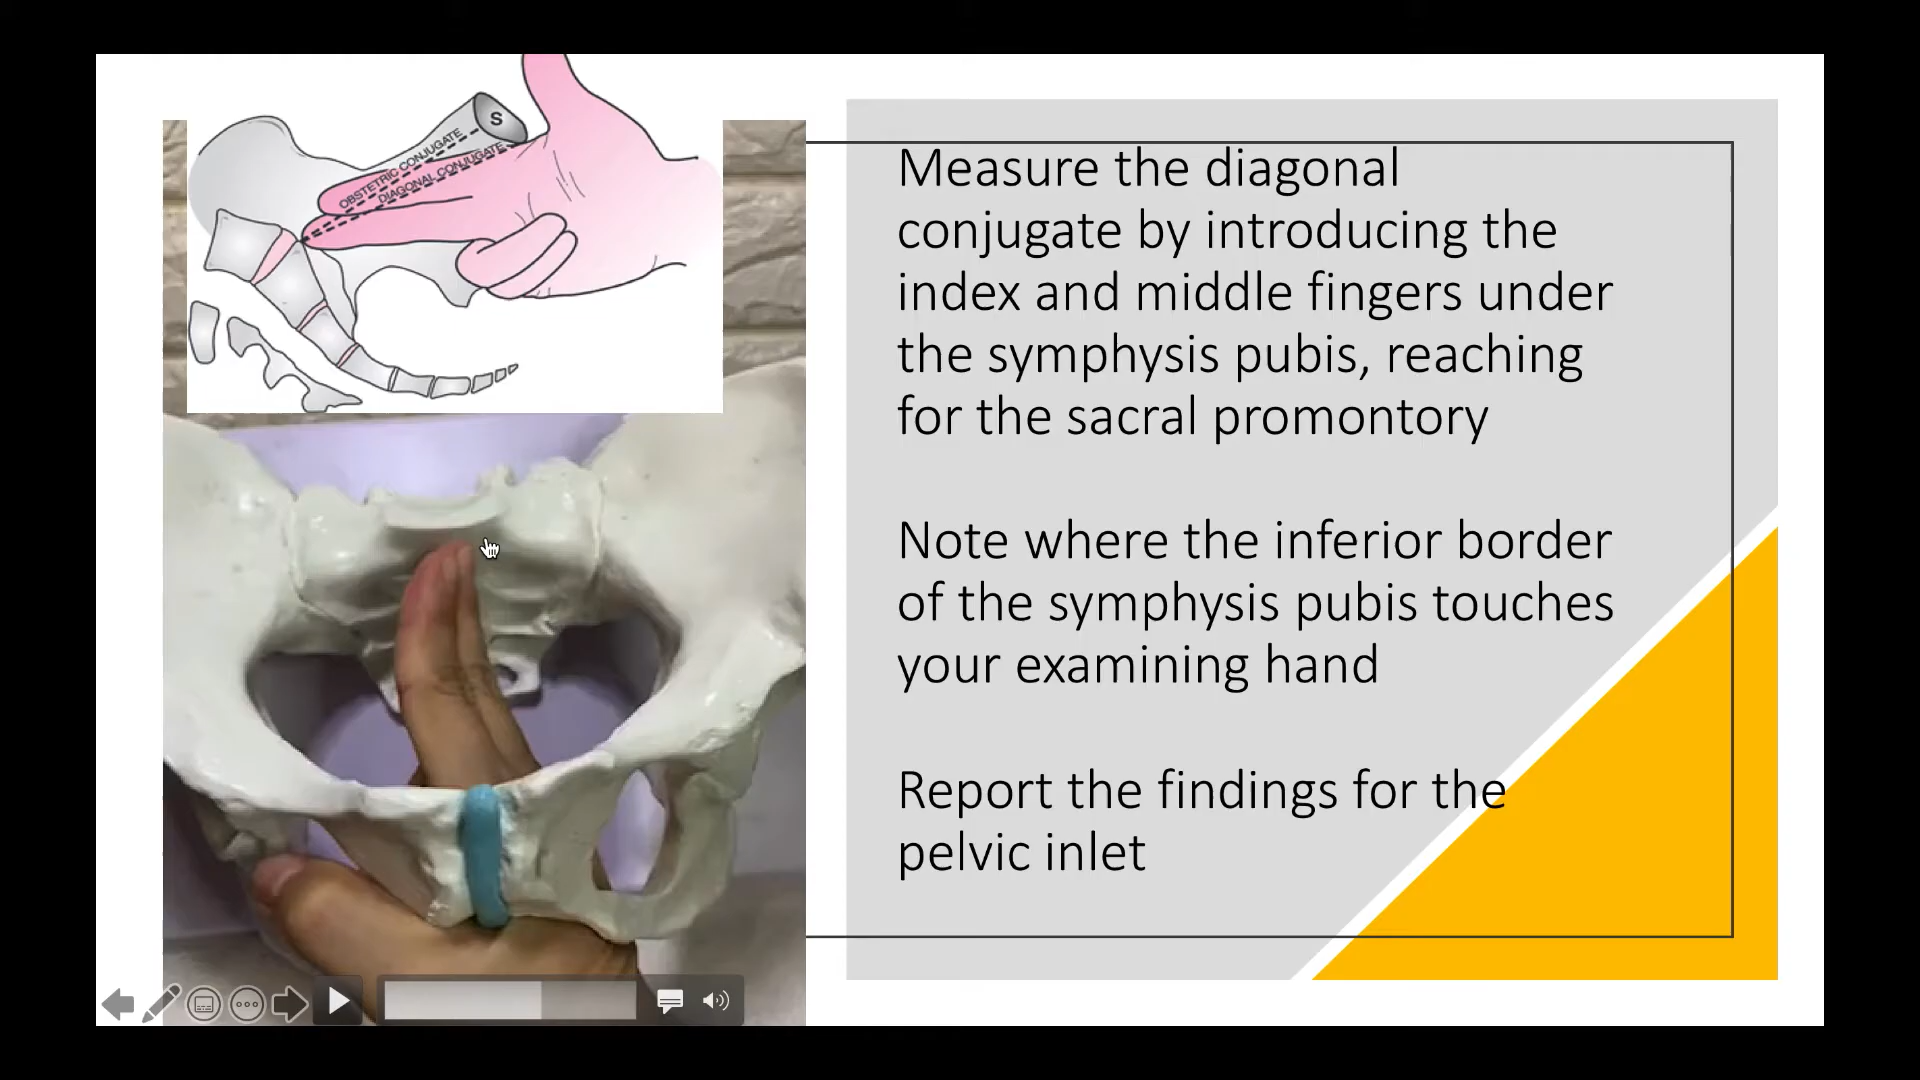 S
OBSTETRIC CONJUGATE
DIAGONAL CONJUGATE
Measure the diagonal
conjugate by introducing the
index and middle fingers under
the symphysis pubis, reaching
for the sacral promontory
Note where the inferior border
of the symphysis pubis touches
your examining hand
Report the findings for the
pelvic inlet